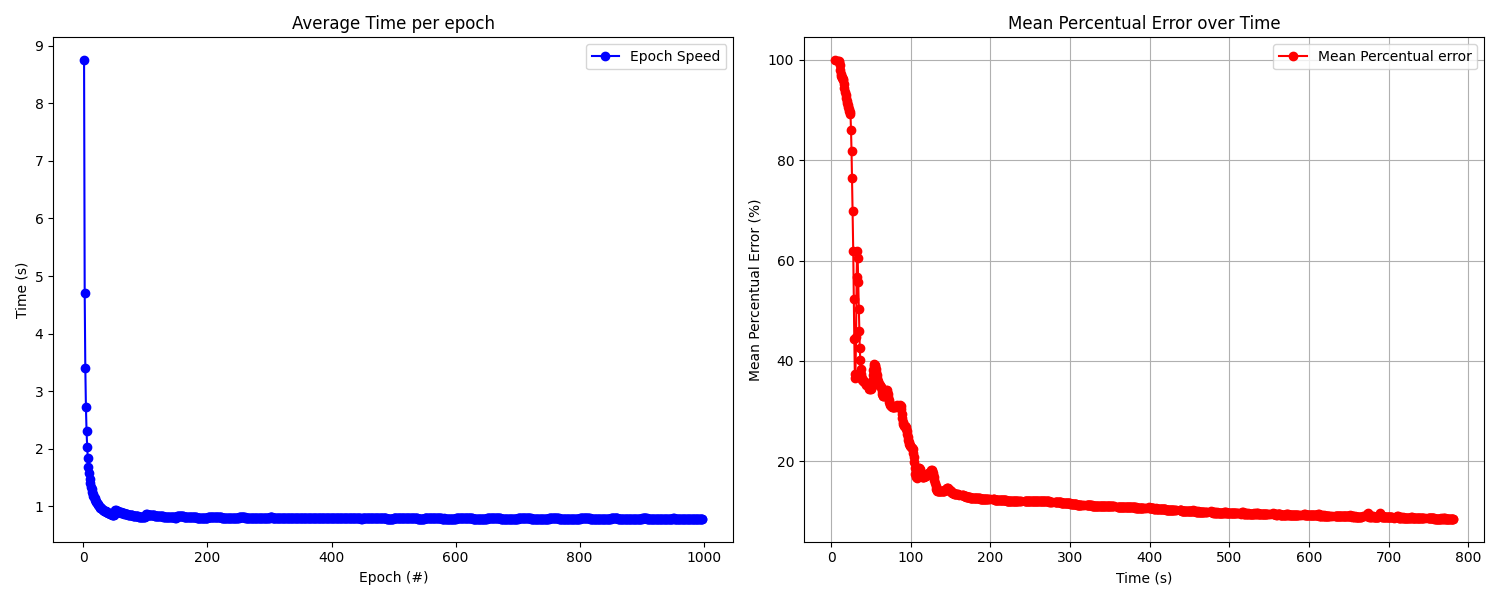 Average Time per epoch
Epoch Speed
9
8
7
6
5
4
3
2
1
Time (s)
0 200 400 600 800 1000
Epoch (#)
Mean Percentual Error over Time
Mean Percentual error
100
80
60
40
20
Mean Percentual Error (%)
0 100 200 300 400 500 600 700 800
Time (s)